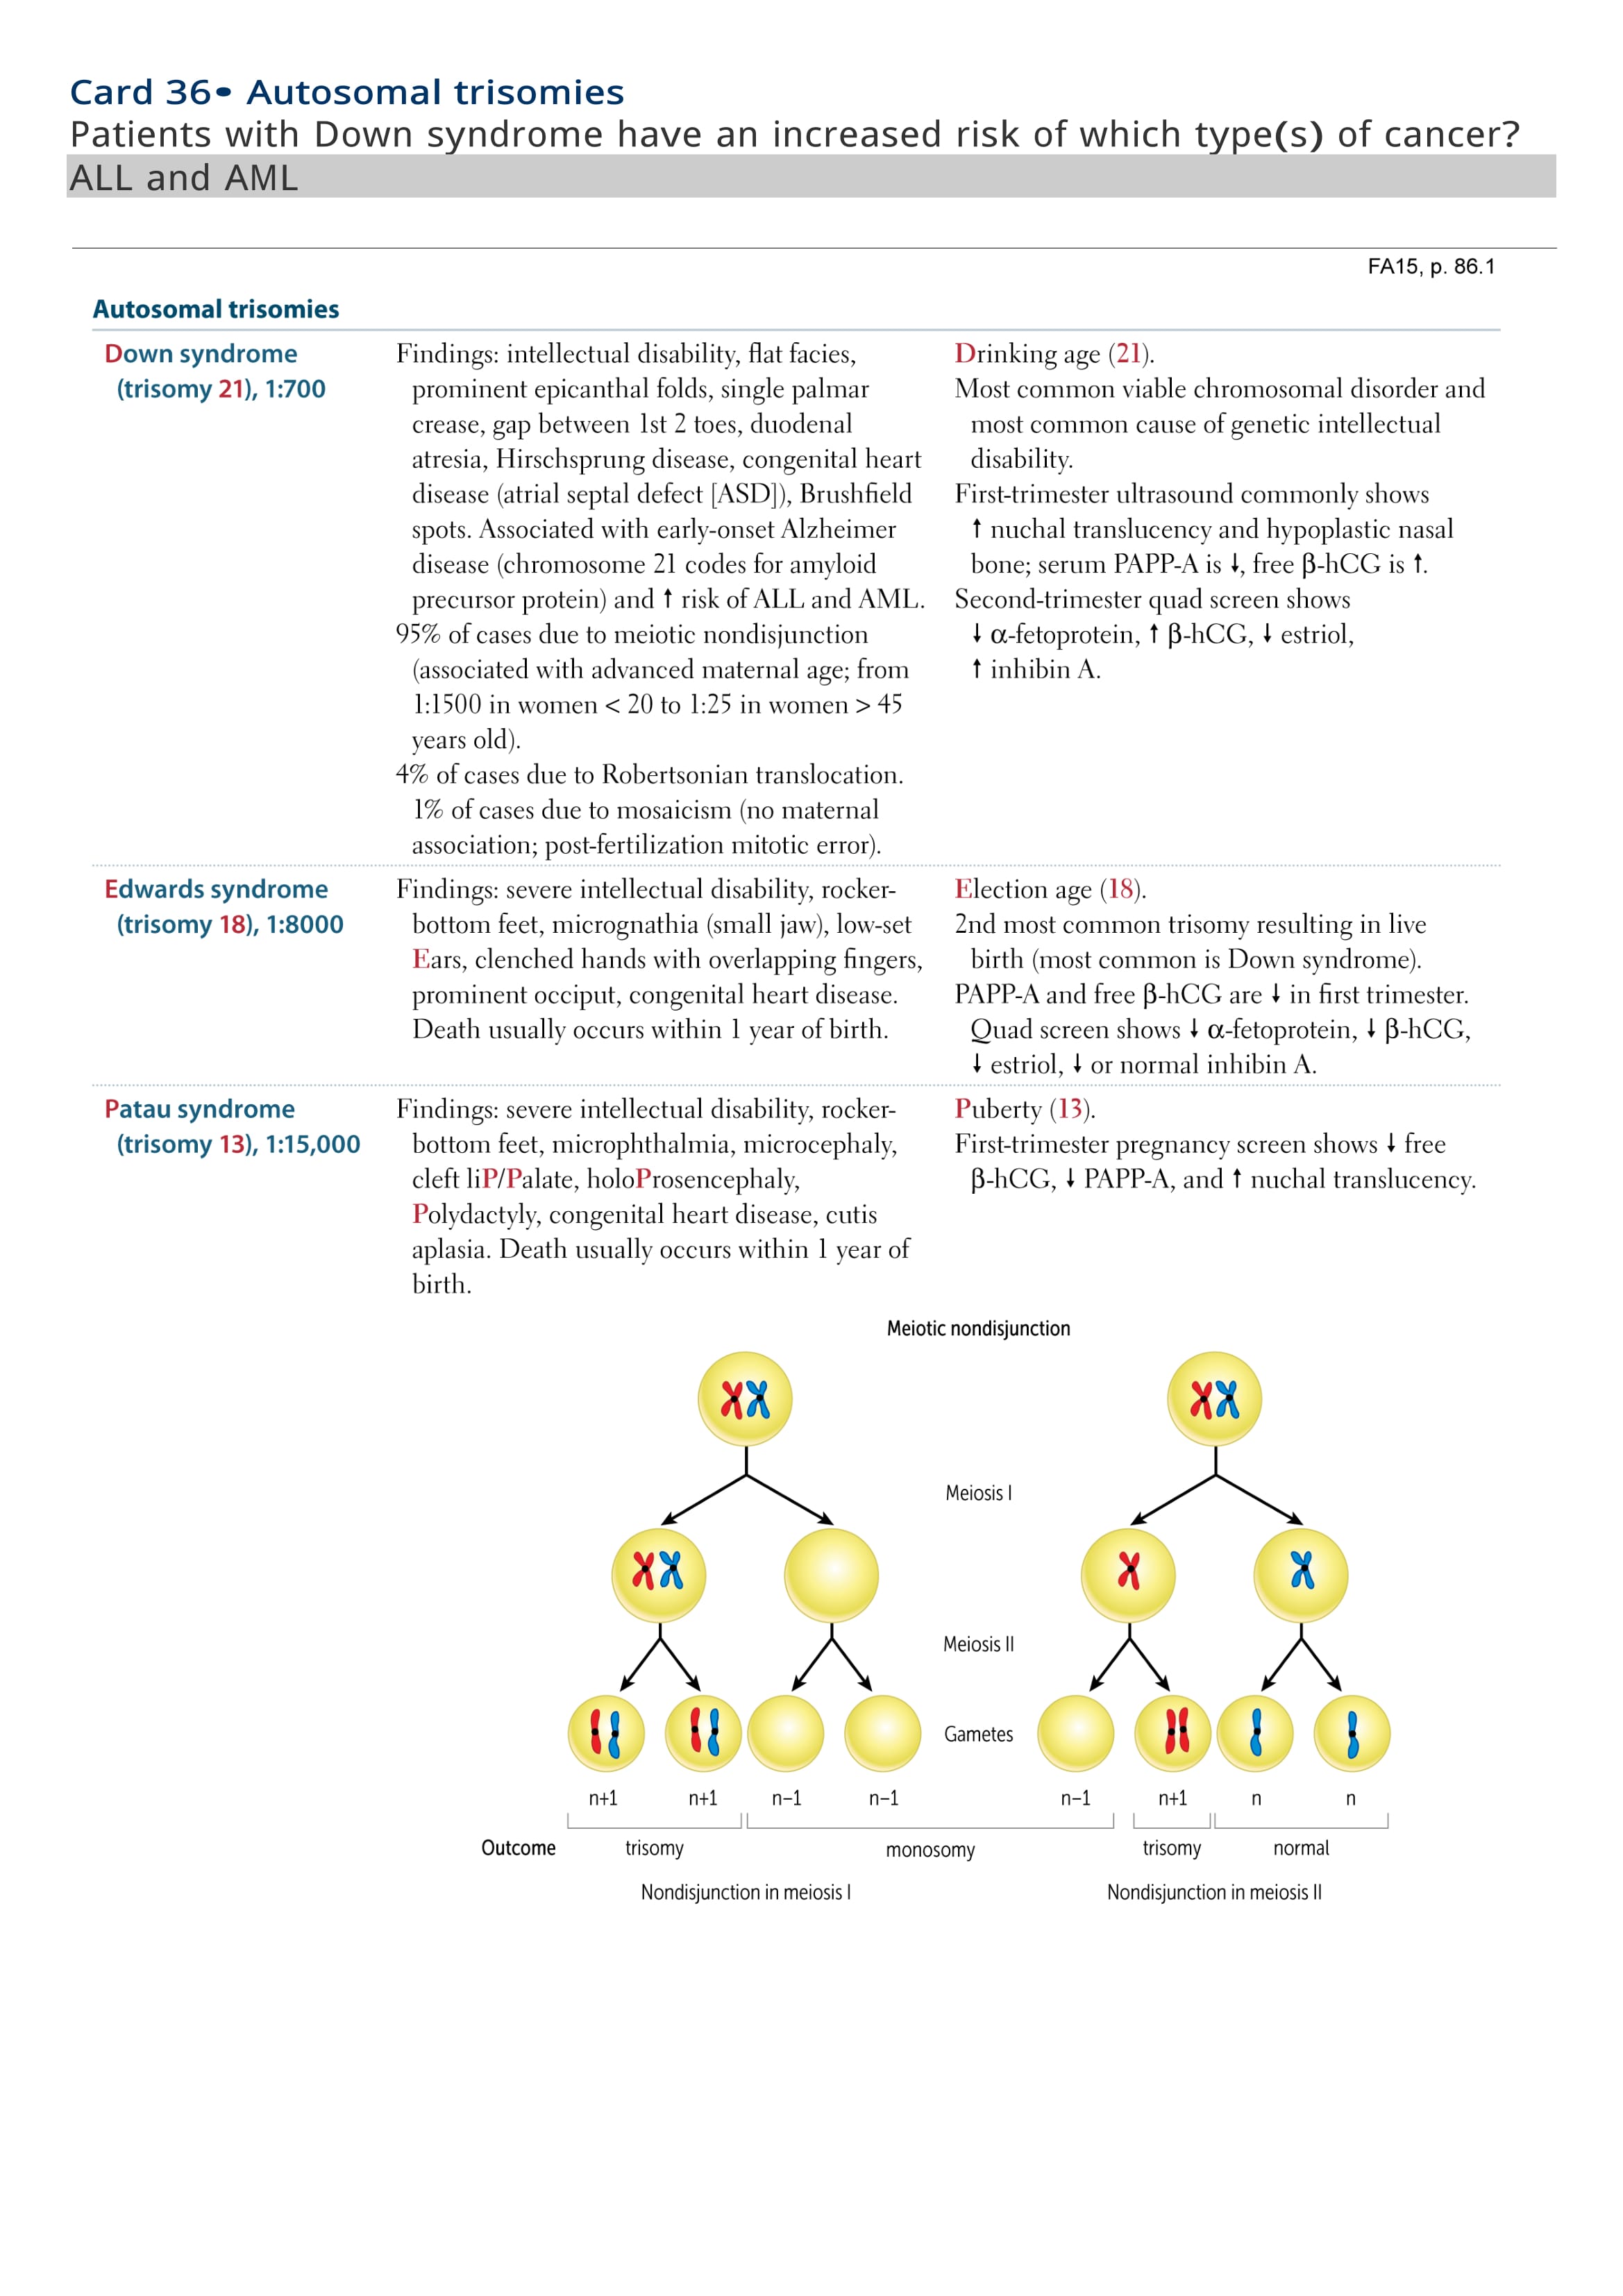 Card 36• Autosomal trisomies
Patients with Down syndrome have an increased risk of which type(s) of cancer?
ALL and AML
FA15, p. 86.1
Autosomal trisomies
Down syndrome
(trisomy 21), 1:700
Findings: intellectual disability, flat facies,
prominent epicanthal folds, single palmar
crease, gap between 1st 2 toes, duodenal
atresia, Hirschsprung disease, congenital heart
disease (atrial septal defect [ASD]), Brushfield
spots. Associated with early-onset Alzheimer
disease (chromosome 21 codes for amyloid
precursor protein) and ↑ risk of ALL and AML.
95% of cases due to meiotic nondisjunction
(associated with advanced maternal age; from
1:1500 in women < 20 to 1:25 in women > 45
years old).
4% of cases due to Robertsonian translocation.
1% of cases due to mosaicism (no maternal
association; post-fertilization mitotic error).
Drinking age (21).
Most common viable chromosomal disorder and
most common cause of genetic intellectual
disability.
First-trimester ultrasound commonly shows
↑ nuchal translucency and hypoplastic nasal
bone; serum PAPP-A is ↓, free β-hCG is ↑.
Second-trimester quad screen shows
↓ α-fetoprotein, ↑ β-hCG, ↓ estriol,
↑ inhibin A.
Edwards syndrome
(trisomy 18), 1:8000
Findings: severe intellectual disability, rocker-
bottom feet, micrognathia (small jaw), low-set
Ears, clenched hands with overlapping fingers,
prominent occiput, congenital heart disease.
Death usually occurs within 1 year of birth.
Election age (18).
2nd most common trisomy resulting in live
birth (most common is Down syndrome).
PAPP-A and free β-hCG are ↓ in first trimester.
Quad screen shows ↓ α-fetoprotein, ↓ β-hCG,
↓ estriol, ↓ or normal inhibin A.
Patau syndrome
(trisomy 13), 1:15,000
Findings: severe intellectual disability, rocker-
bottom feet, microphthalmia, microcephaly,
cleft liP/Palate, holoProsencephaly,
Polydactyly, congenital heart disease, cutis
aplasia. Death usually occurs within 1 year of
birth.
Puberty (13).
First-trimester pregnancy screen shows ↓ free
β-hCG, ↓ PAPP-A, and ↑ nuchal translucency.
Meiotic nondisjunction
Meiosis I
Meiosis II
Gametes
n+1 n+1 n−1 n−1 n−1 n+1 n n
Outcome trisomy monosomy trisomy normal
Nondisjunction in meiosis I Nondisjunction in meiosis II